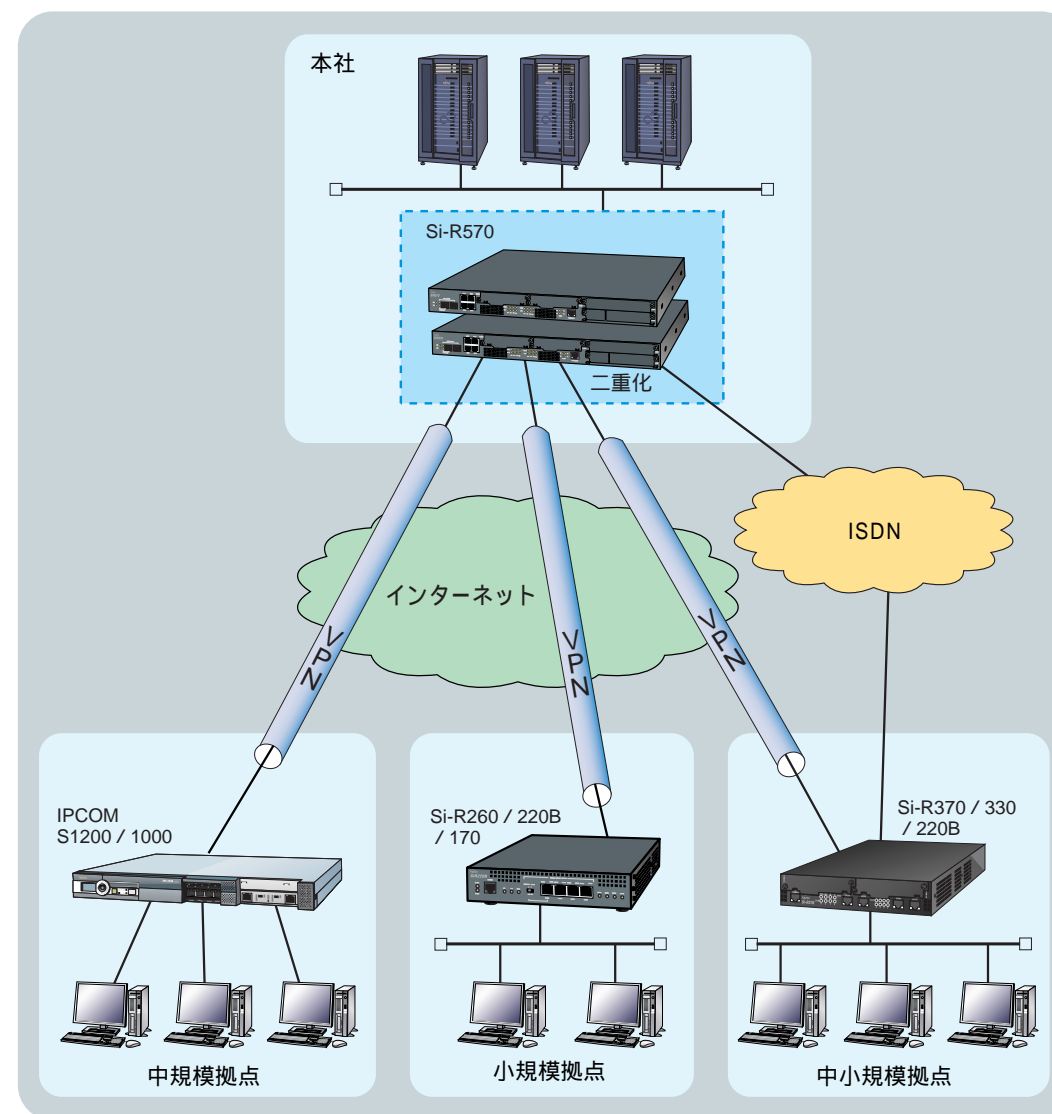 本社
Si-R570
二重化
ISDN
インターネット
VPN
VPN
VPN
IPCOM
S1200 / 1000
Si-R260 / 220B
/ 170
Si-R370 / 330
/ 220B
中規模拠点
小規模拠点
中小規模拠点